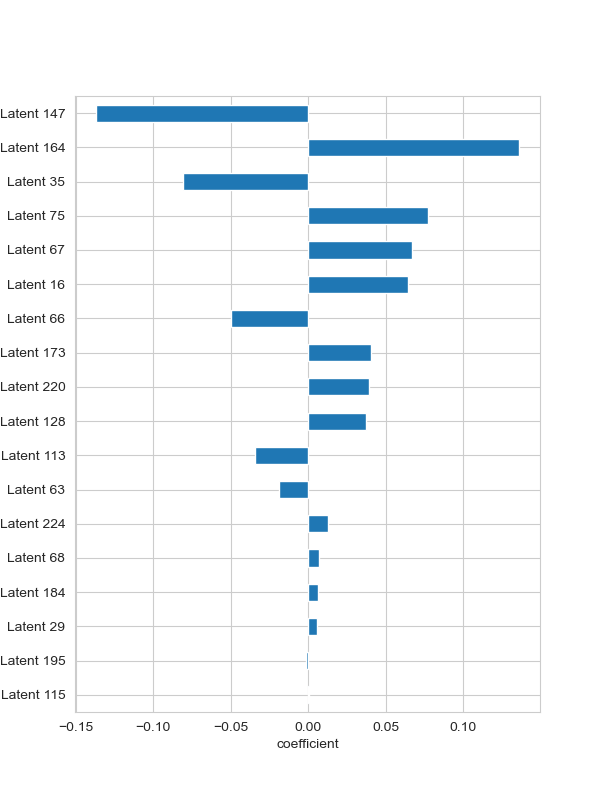 Latent 147
Latent 164
Latent 35
Latent 75
Latent 67
Latent 16
Latent 66
Latent 173
Latent 220
Latent 128
Latent 113
Latent 63
Latent 224
Latent 68
Latent 184
Latent 29
Latent 195
Latent 115
−0.15 −0.10 −0.05 0.00 0.05 0.10
coefficient